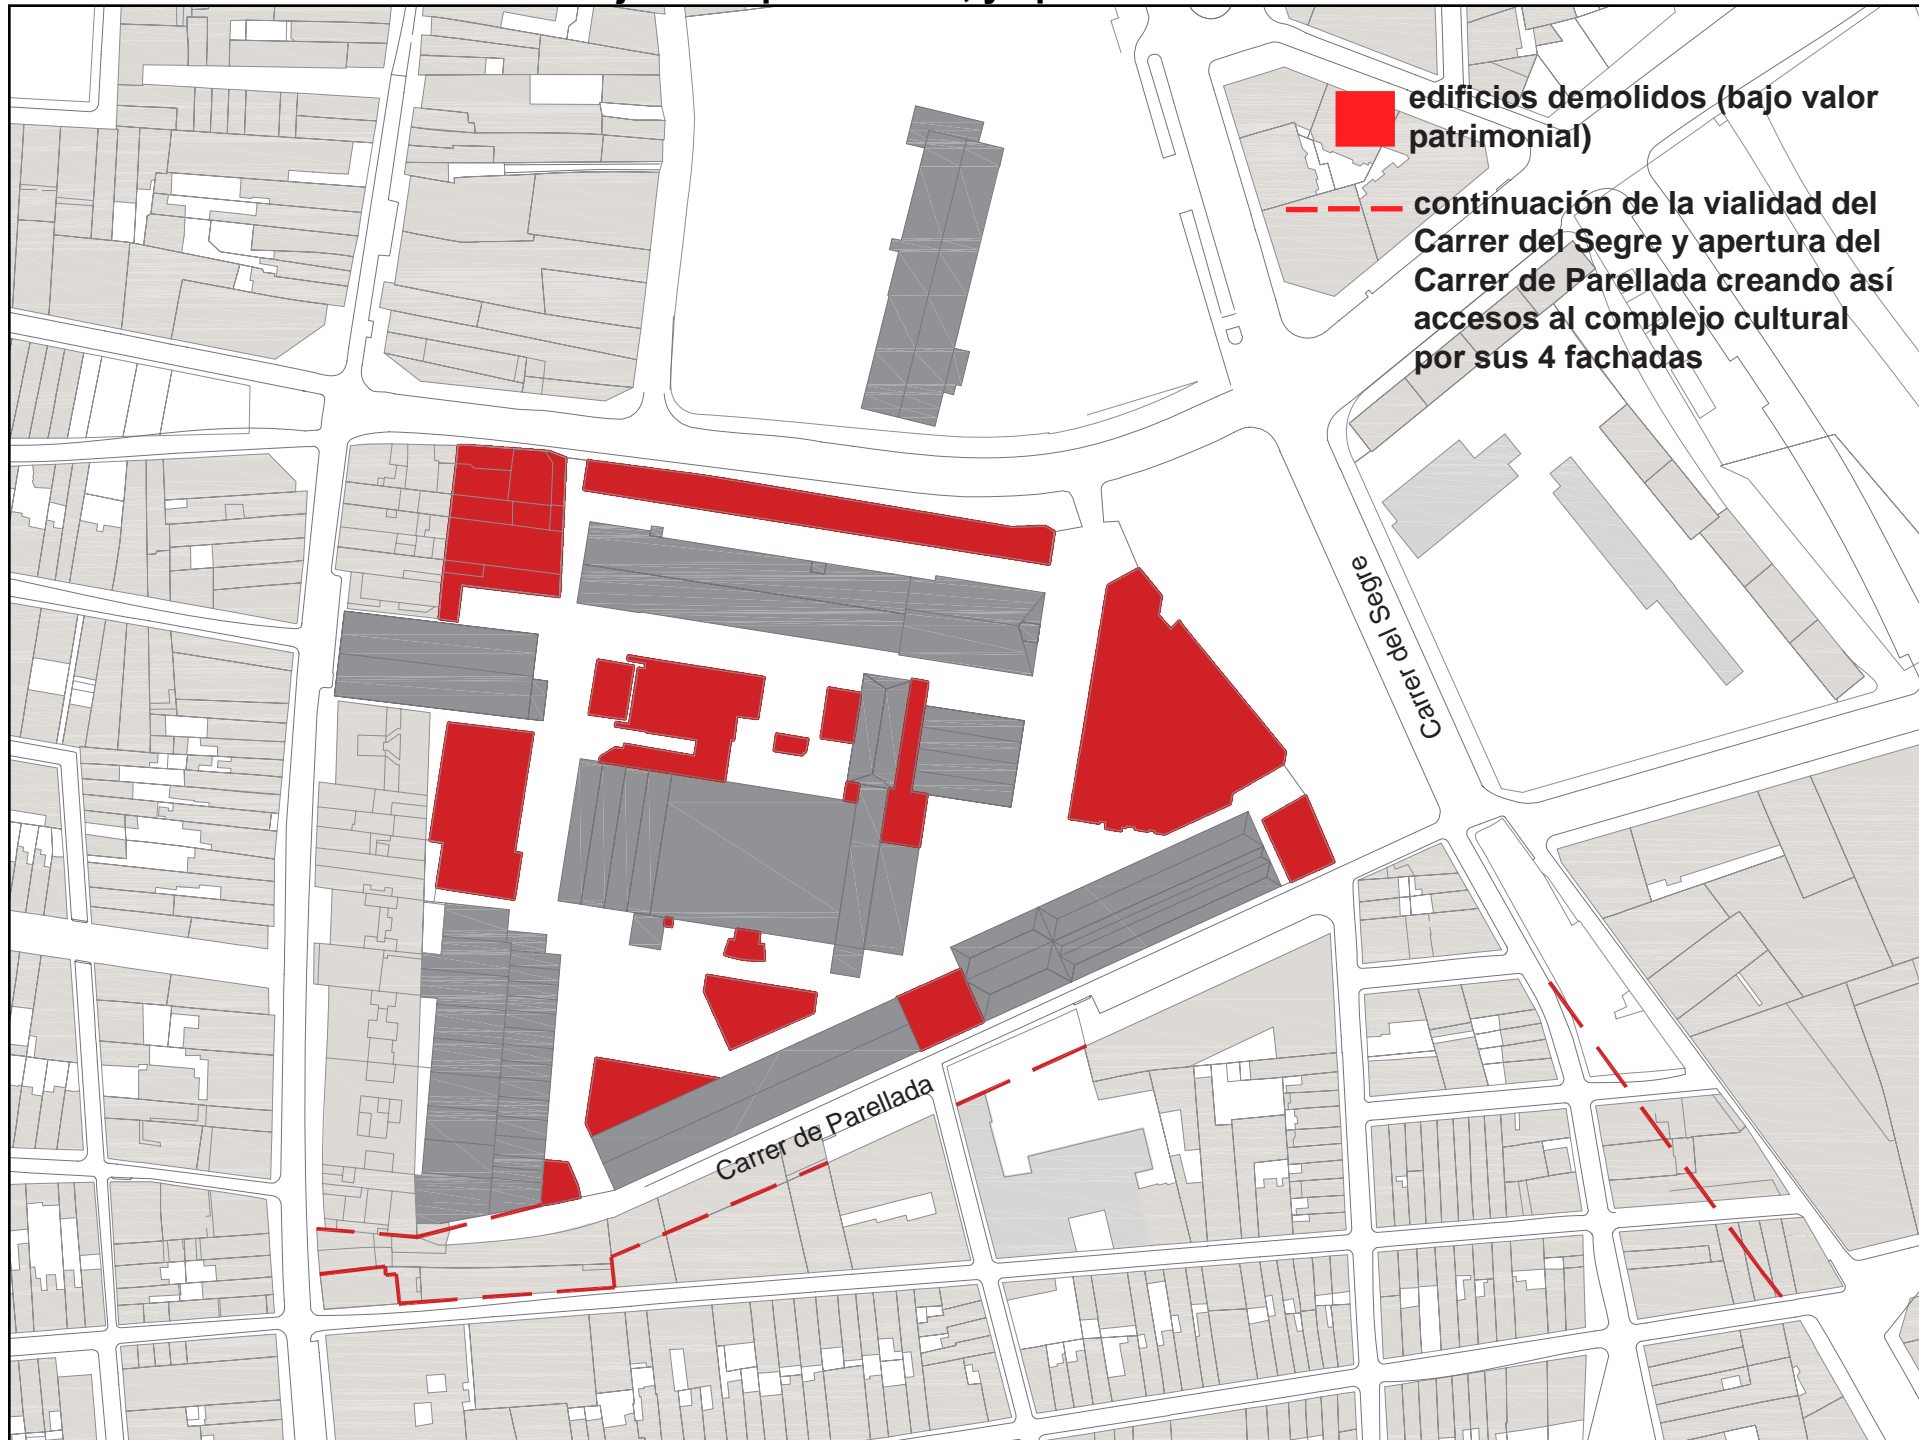 edificios demolidos (bajo valor
patrimonial)
continuación de la vialidad del
Carrer del Segre y apertura del
Carrer de Parellada creando así
accesos al complejo cultural
por sus 4 fachadas
Carrer del Segre
Carrer de Parellada